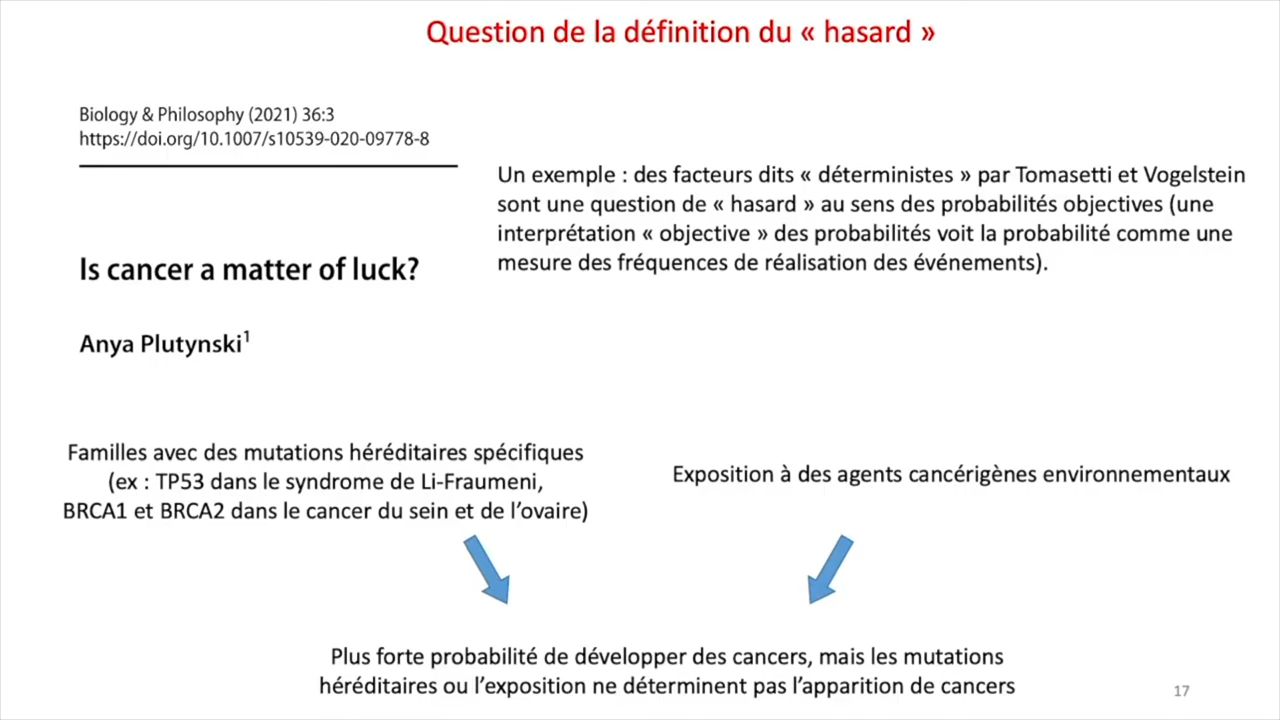 Question de la définition du « hasard »
Biology & Philosophy (2021) 36:3
https://doi.org/10.1007/s10539-020-09778-8
Un exemple : des facteurs dits « déterministes » par Tomasetti et Vogelstein
sont une question de « hasard » au sens des probabilités objectives (une
interprétation « objective » des probabilités voit la probabilité comme une
mesure des fréquences de réalisation des événements).
Is cancer a matter of luck?
Anya Plutynski1
Familles avec des mutations héréditaires spécifiques
(ex : TP53 dans le syndrome de Li-Fraumeni,
BRCA1 et BRCA2 dans le cancer du sein et de l’ovaire)
Exposition à des agents cancérigènes environnementaux
Plus forte probabilité de développer des cancers, mais les mutations
héréditaires ou l’exposition ne déterminent pas l’apparition de cancers
17